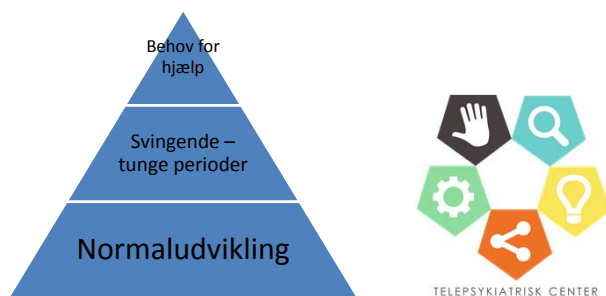 Behov for
hjælp
Svingende –
tunge perioder
Normaludvikling
TELEPSYKIATRISK CENTER